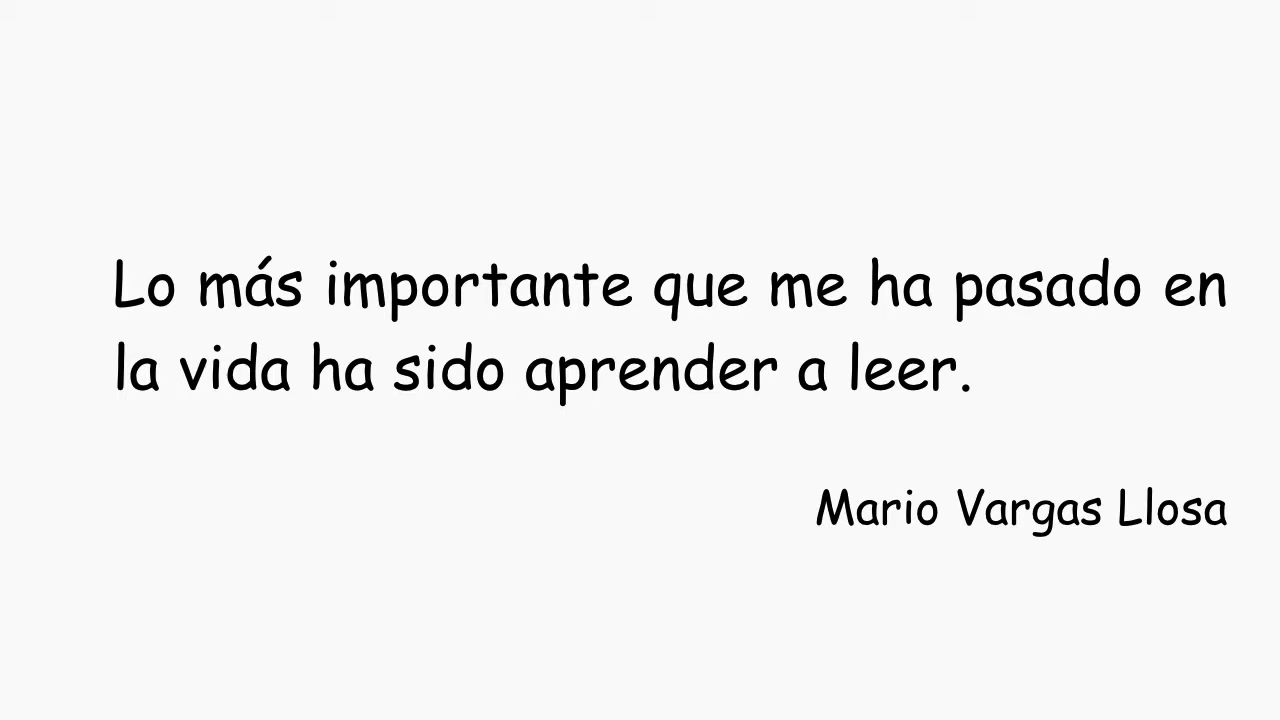 Lo más importante que me ha pasado en
la vida ha sido aprender a leer.
Mario Vargas Llosa